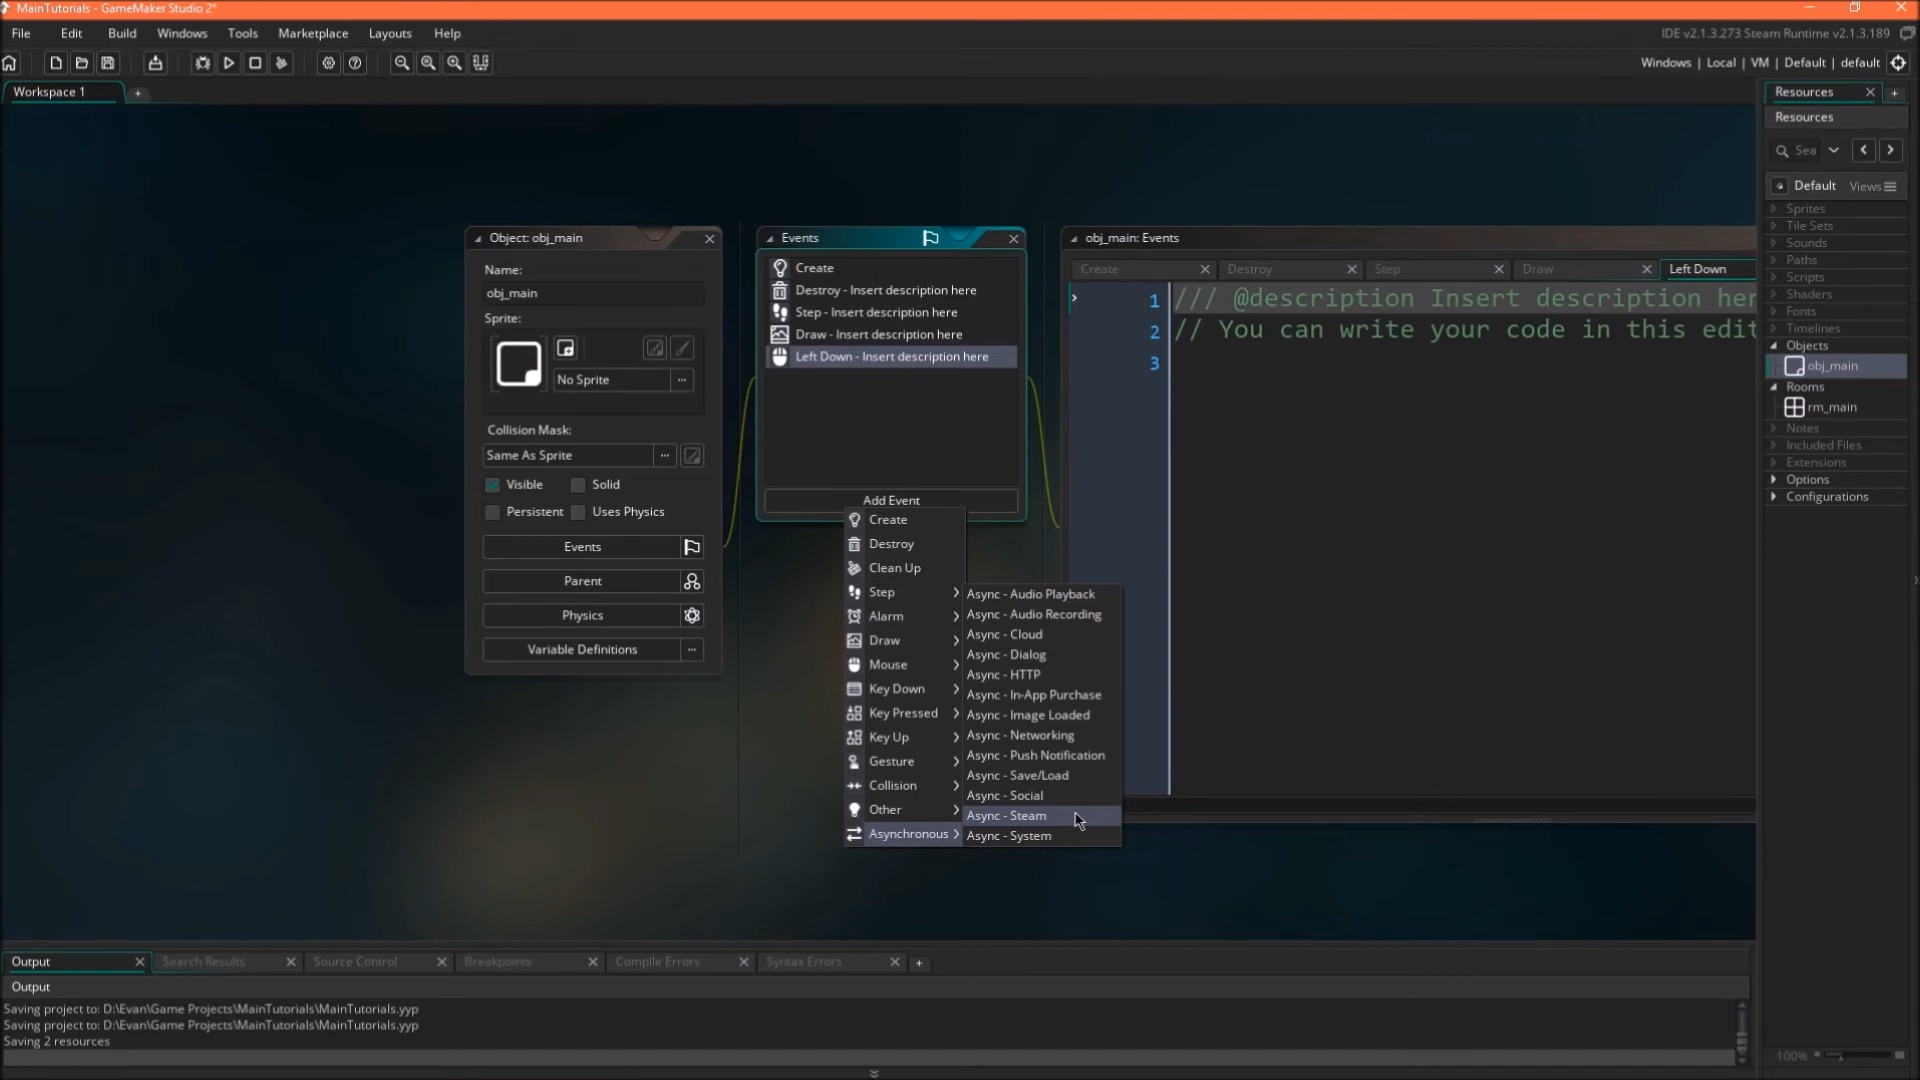 MainTutorials - GameMaker Studio 2*
File Edit Build Windows Tools Marketplace Layouts Help
IDE v2.1.3.273 Steam Runtime v2.1.3.189
Windows | Local | VM | Default | default
Workspace 1
Resources
Resources
Sea
Default Views
Sprites
Tile Sets
Sounds
Paths
Scripts
Shaders
Fonts
Timelines
Objects
obj_main
Rooms
rm_main
Notes
Included Files
Extensions
Options
Configurations
100%
Object: obj_main
Name:
obj_main
Sprite:
No Sprite
Collision Mask:
Same As Sprite
Visible Solid
Persistent Uses Physics
Events
Parent
Physics
Variable Definitions
Events
Create
Destroy - Insert description here
Step - Insert description here
Draw - Insert description here
Left Down - Insert description here
Add Event
Create
Destroy
Clean Up
Step
Alarm
Draw
Mouse
Key Down
Key Pressed
Key Up
Gesture
Collision
Other
Asynchronous
Async - Audio Playback
Async - Audio Recording
Async - Cloud
Async - Dialog
Async - HTTP
Async - In-App Purchase
Async - Image Loaded
Async - Networking
Async - Push Notification
Async - Save/Load
Async - Social
Async - Steam
Async - System
obj_main: Events
Create Destroy Step Draw Left Down
1 /// @description Insert description her
2 // You can write your code in this edit
3
Output Search Results Source Control Breakpoints Compile Errors Syntax Errors
Output
Saving project to: D:\Evan\Game Projects\MainTutorials\MainTutorials.yyp
Saving project to: D:\Evan\Game Projects\MainTutorials\MainTutorials.yyp
Saving 2 resources